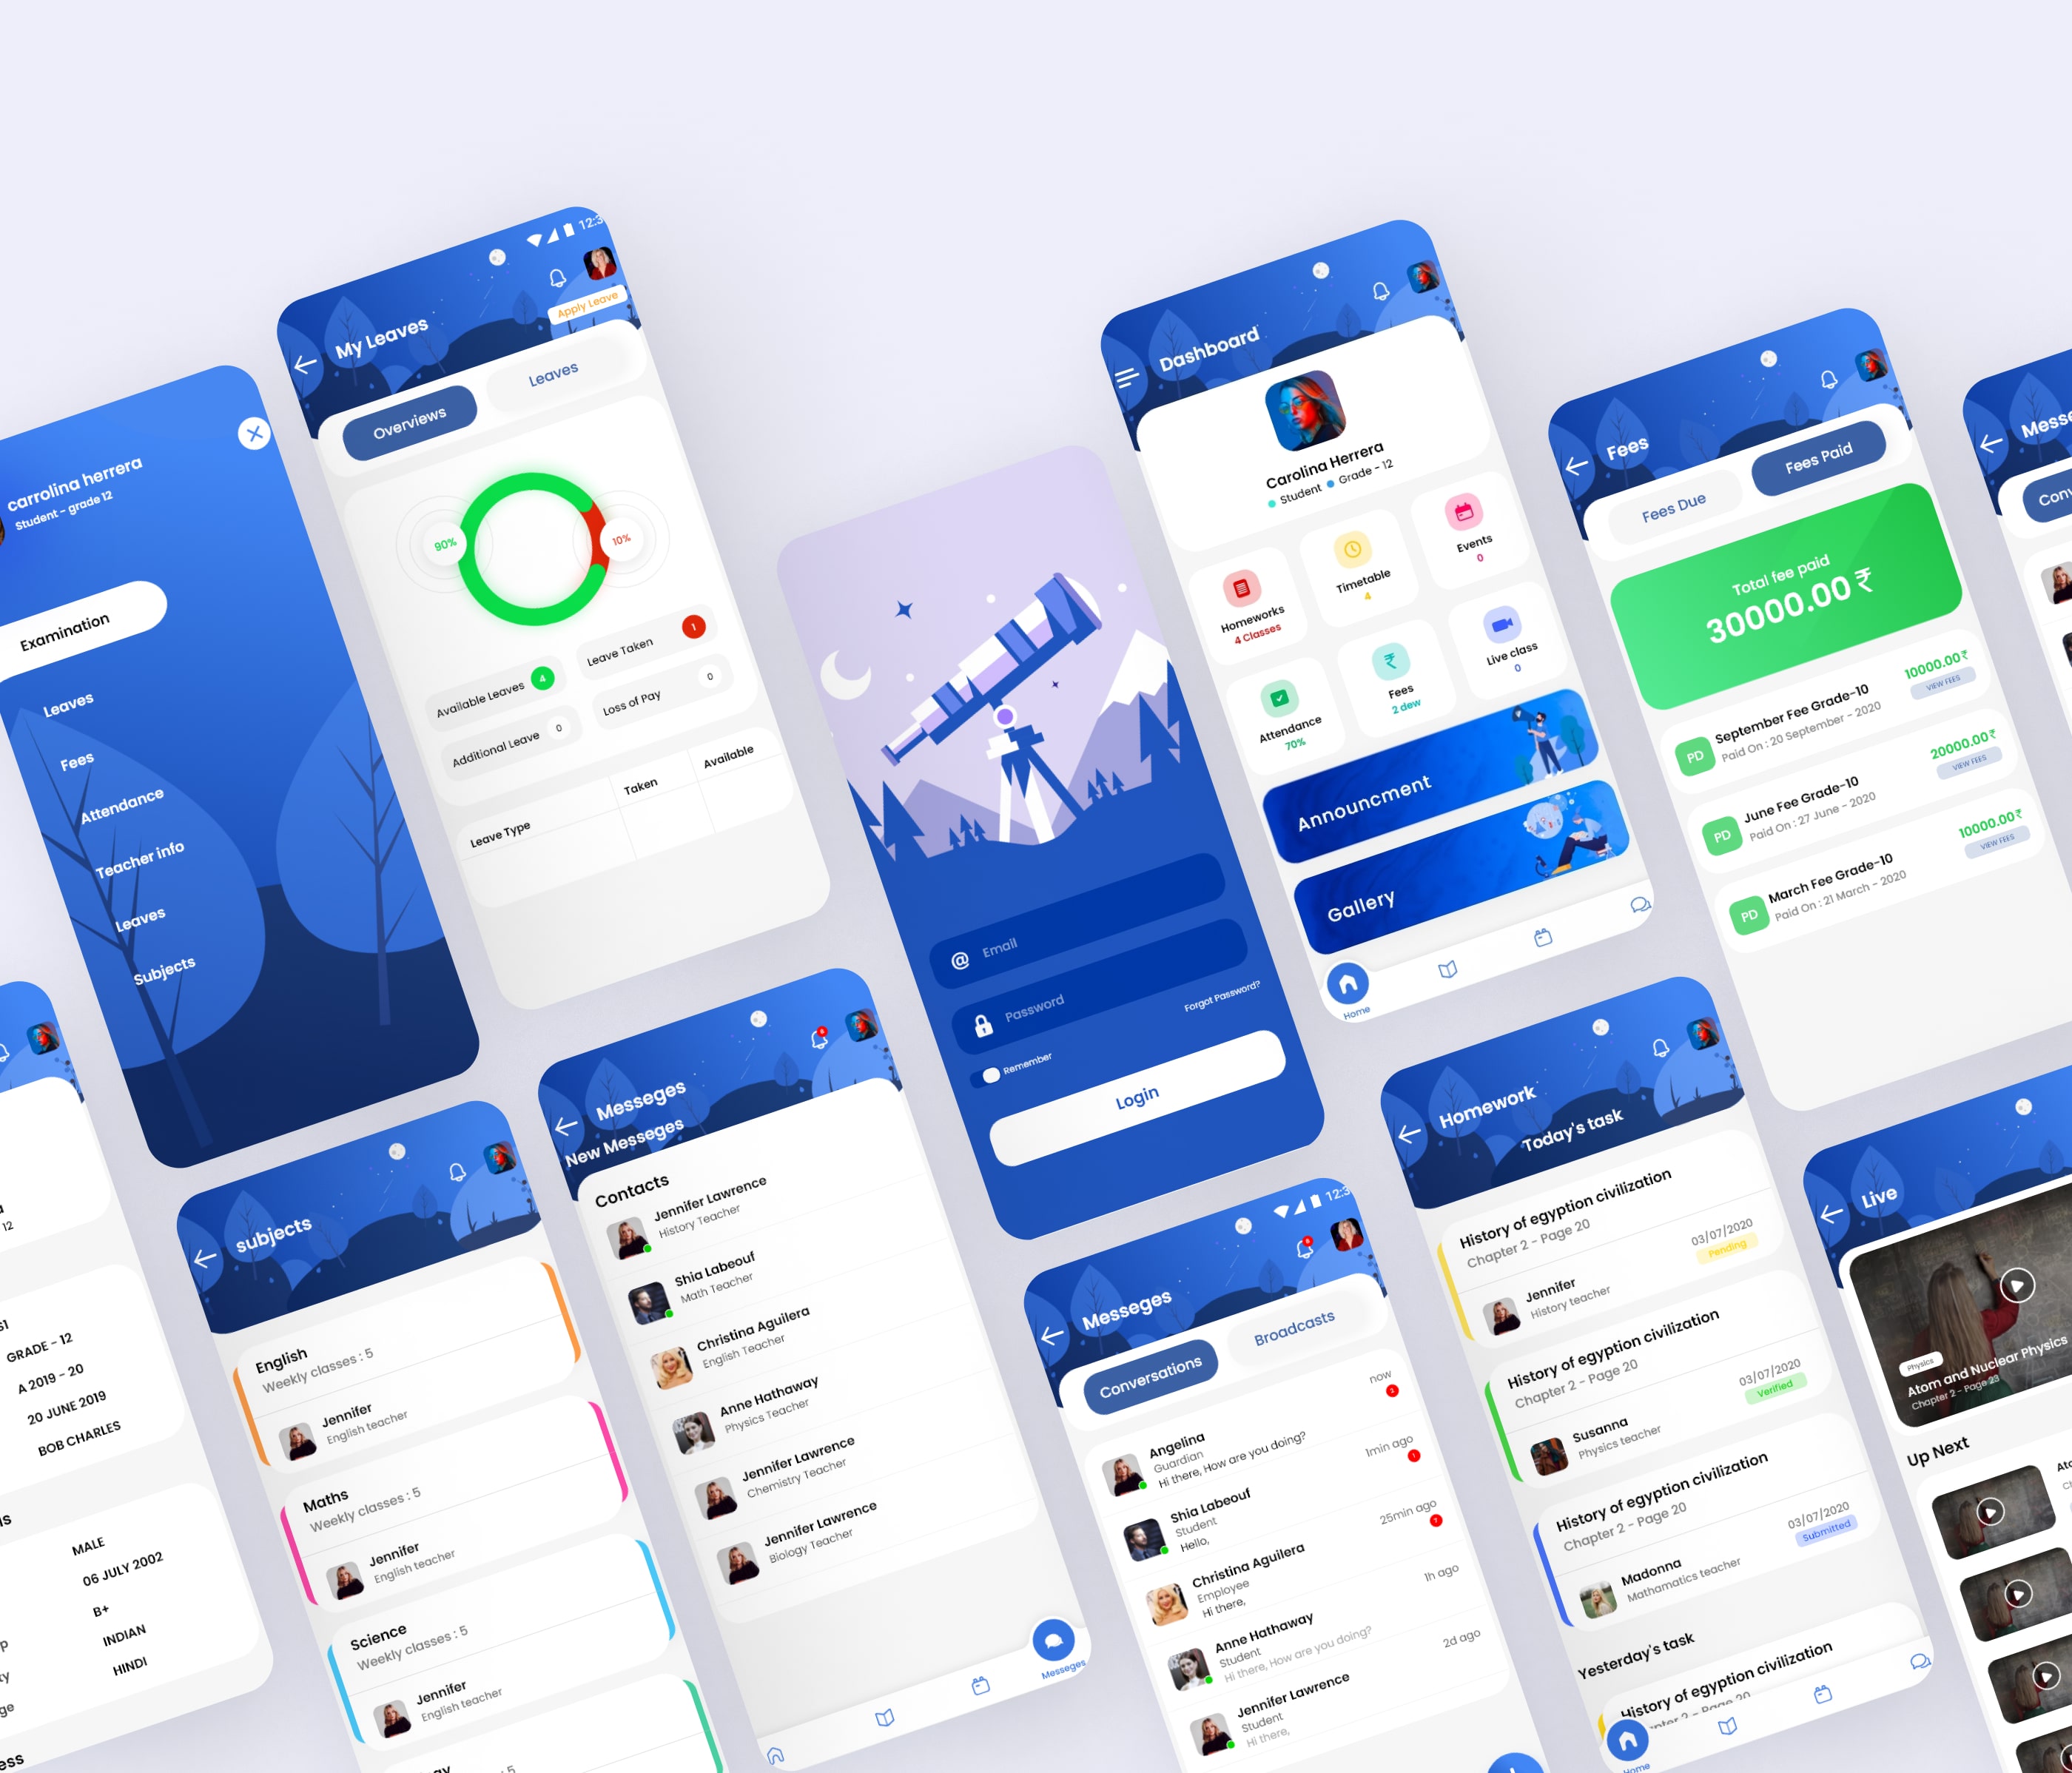 carrolina herrera
Student - grade 12
Examination
Leaves
Fees
Attendance
Teacher info
Leaves
Subjects
12:3
My Leaves
Apply Leave
Overviews
Leaves
90%
10%
Available Leaves 4
Leave Taken 1
Additional Leave 0
Loss of Pay 0
Leave Type
Taken
Available
Email
Password
Remember
Forgot Password?
Login
Dashboard
Carolina Herrera
Student
Grade - 12
Homeworks
4 Classes
Timetable
4
Events
0
Attendance
70%
Fees
2 dew
Live class
0
Announcment
Gallery
Home
Fees
Fees Due
Fees Paid
Total fee paid
30000.00 ₹
PD
September Fee Grade-10
Paid On : 20 September - 2020
10000.00 ₹
VIEW FEES
PD
June Fee Grade-10
Paid On : 27 June - 2020
20000.00 ₹
VIEW FEES
PD
March Fee Grade-10
Paid On : 21 March - 2020
10000.00 ₹
VIEW FEES
Messe
Conv
12
GRADE - 12
A 2019 - 20
20 JUNE 2019
BOB CHARLES
MALE
06 JULY 2002
B+
INDIAN
HINDI
subjects
English
Weekly classes : 5
Jennifer
English teacher
Maths
Weekly classes : 5
Jennifer
English teacher
Science
Weekly classes : 5
Jennifer
English teacher
Messeges
New Messeges
Contacts
Jennifer Lawrence
History Teacher
Shia Labeouf
Math Teacher
Christina Aguilera
English Teacher
Anne Hathaway
Physics Teacher
Jennifer Lawrence
Chemistry Teacher
Jennifer Lawrence
Biology Teacher
Messeges
12:3
Messeges
Conversations
Broadcasts
Angelina
Guardian
Hi there, How are you doing?
now
Shia Labeouf
Student
Hello,
1min ago
Christina Aguilera
Employee
Hi there,
25min ago
Anne Hathaway
Student
Hi there, How are you doing?
1h ago
Jennifer Lawrence
Student
Hi there,
2d ago
Homework
Today's task
History of egyption civilization
Chapter 2 - Page 20
03/07/2020
Pending
Jennifer
History teacher
History of egyption civilization
Chapter 2 - Page 20
03/07/2020
Verified
Susanna
Physics teacher
History of egyption civilization
Chapter 2 - Page 20
03/07/2020
Submitted
Madonna
Mathamatics teacher
Yesterday's task
History of egyption civilization
Home
Live
Physics
Atom and Nuclear Physics
Chapter 2 - Page 23
Up Next